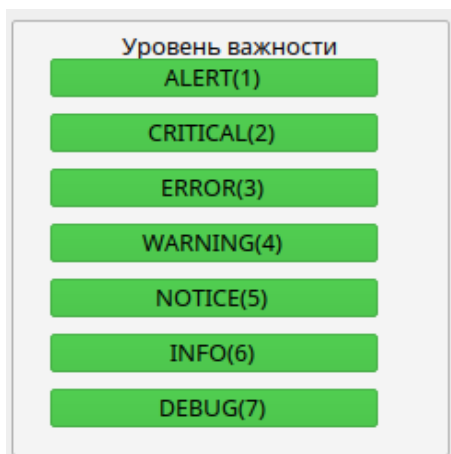 Уровень важности
ALERT(1)
CRITICAL(2)
ERROR(3)
WARNING(4)
NOTICE(5)
INFO(6)
DEBUG(7)